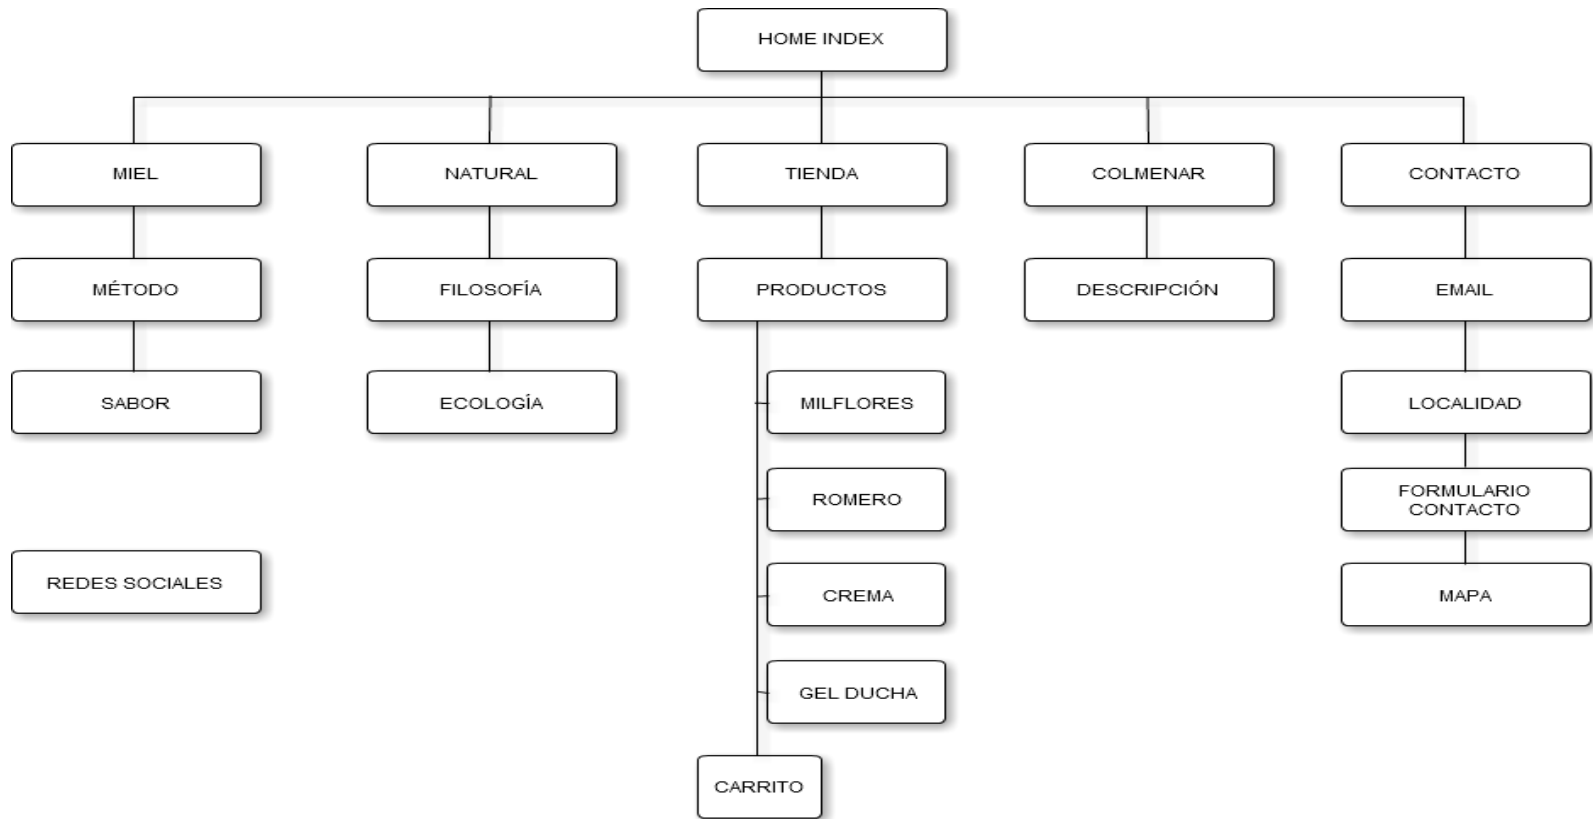 HOME INDEX
MIEL
NATURAL
TIENDA
COLMENAR
CONTACTO
MÉTODO
FILOSOFÍA
PRODUCTOS
DESCRIPCIÓN
EMAIL
SABOR
ECOLOGÍA
MILFLORES
LOCALIDAD
ROMERO
FORMULARIO
CONTACTO
REDES SOCIALES
CREMA
MAPA
GEL DUCHA
CARRITO